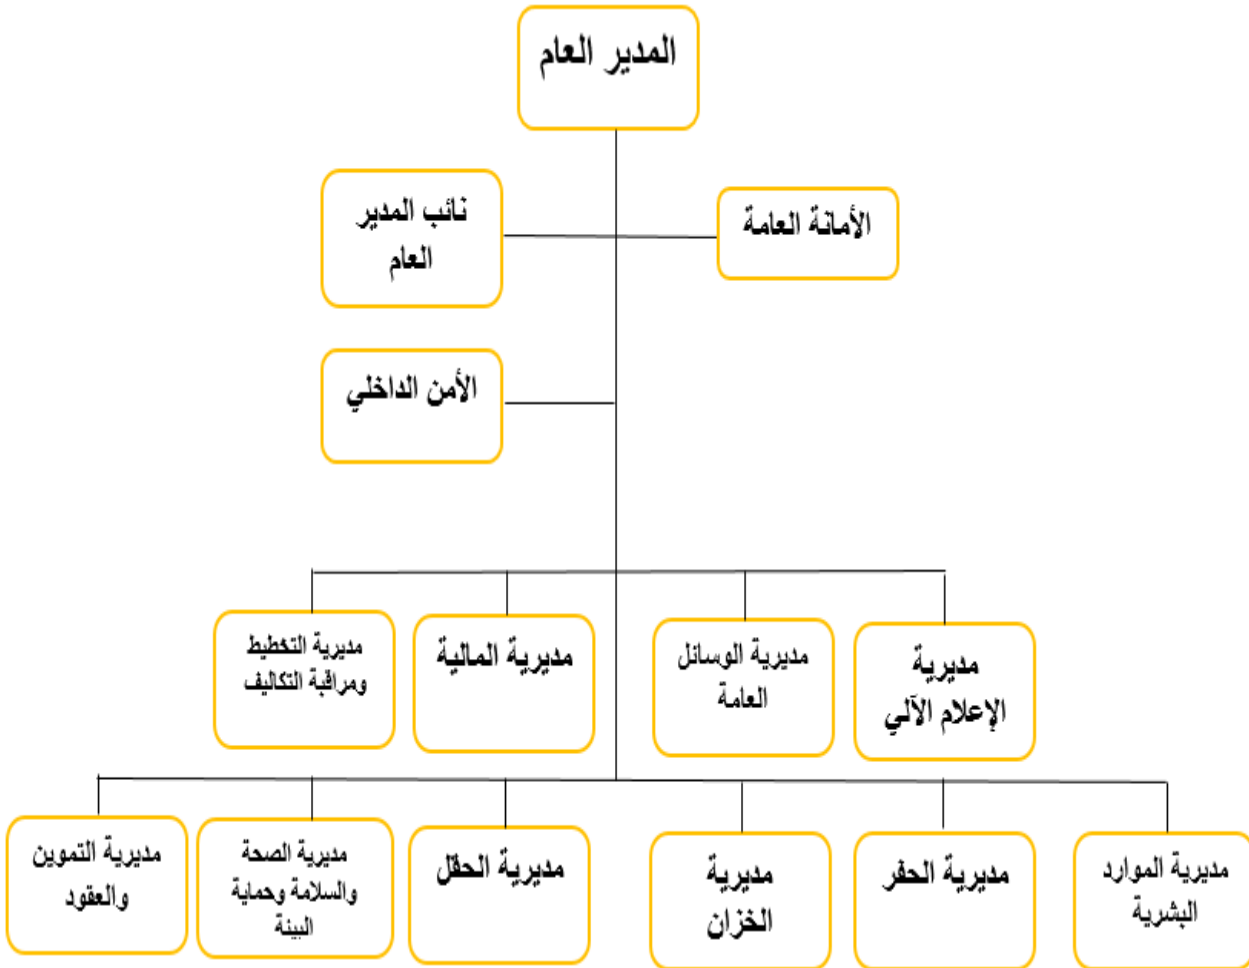 المدير العام
الأمانة العامة
نائب المدير
العام
الأمن الداخلي
مديرية
الإعلام الآلي
مديرية الوسائل
العامة
مديرية المالية
مديرية التخطيط
ومراقبة التكاليف
مديرية الموارد
البشرية
مديرية الحفر
مديرية
الخزان
مديرية الحقل
مديرية الصحة
والسلامة وحماية
البيئة
مديرية التموين
والعقود